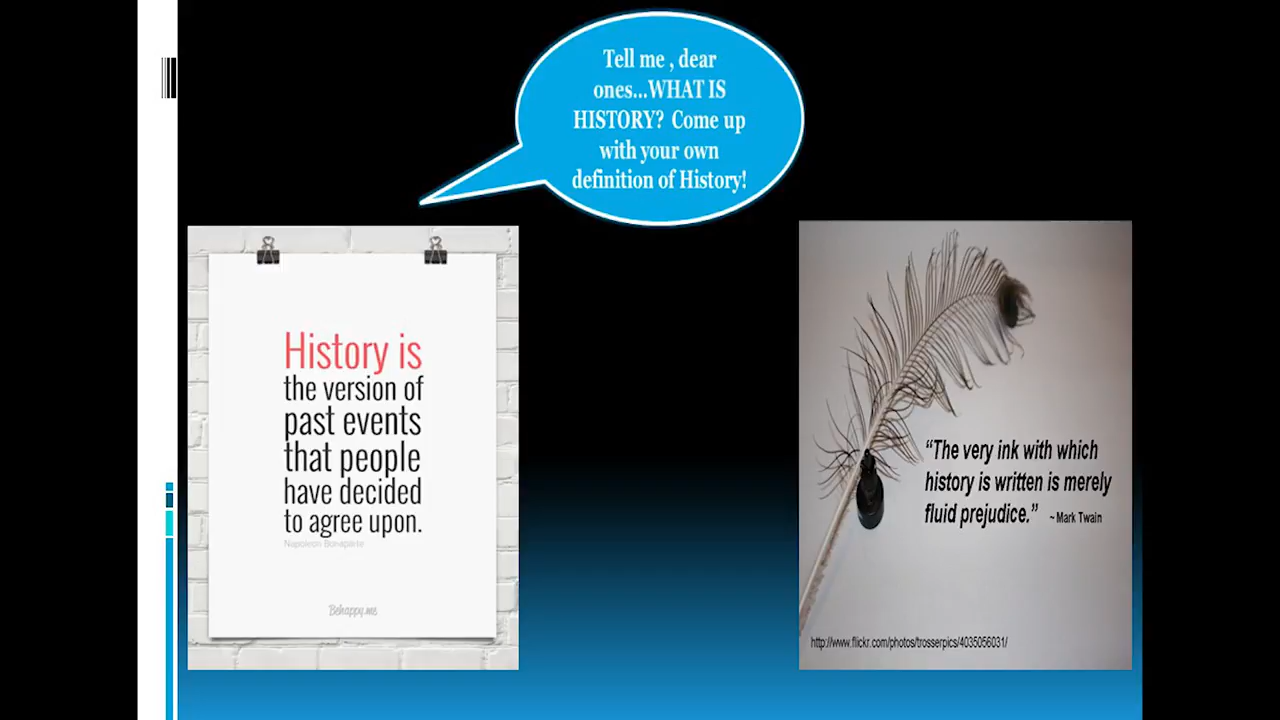 Tell me , dear
ones...WHAT IS
HISTORY? Come up
with your own
definition of History!
History is
the version of
past events
that people
have decided
to agree upon.
Napoleon Bonaparte
Behappy.me
“The very ink with which
history is written is merely
fluid prejudice.” ~Mark Twain
http://www.flickr.com/photos/trosserpics/4035056031/